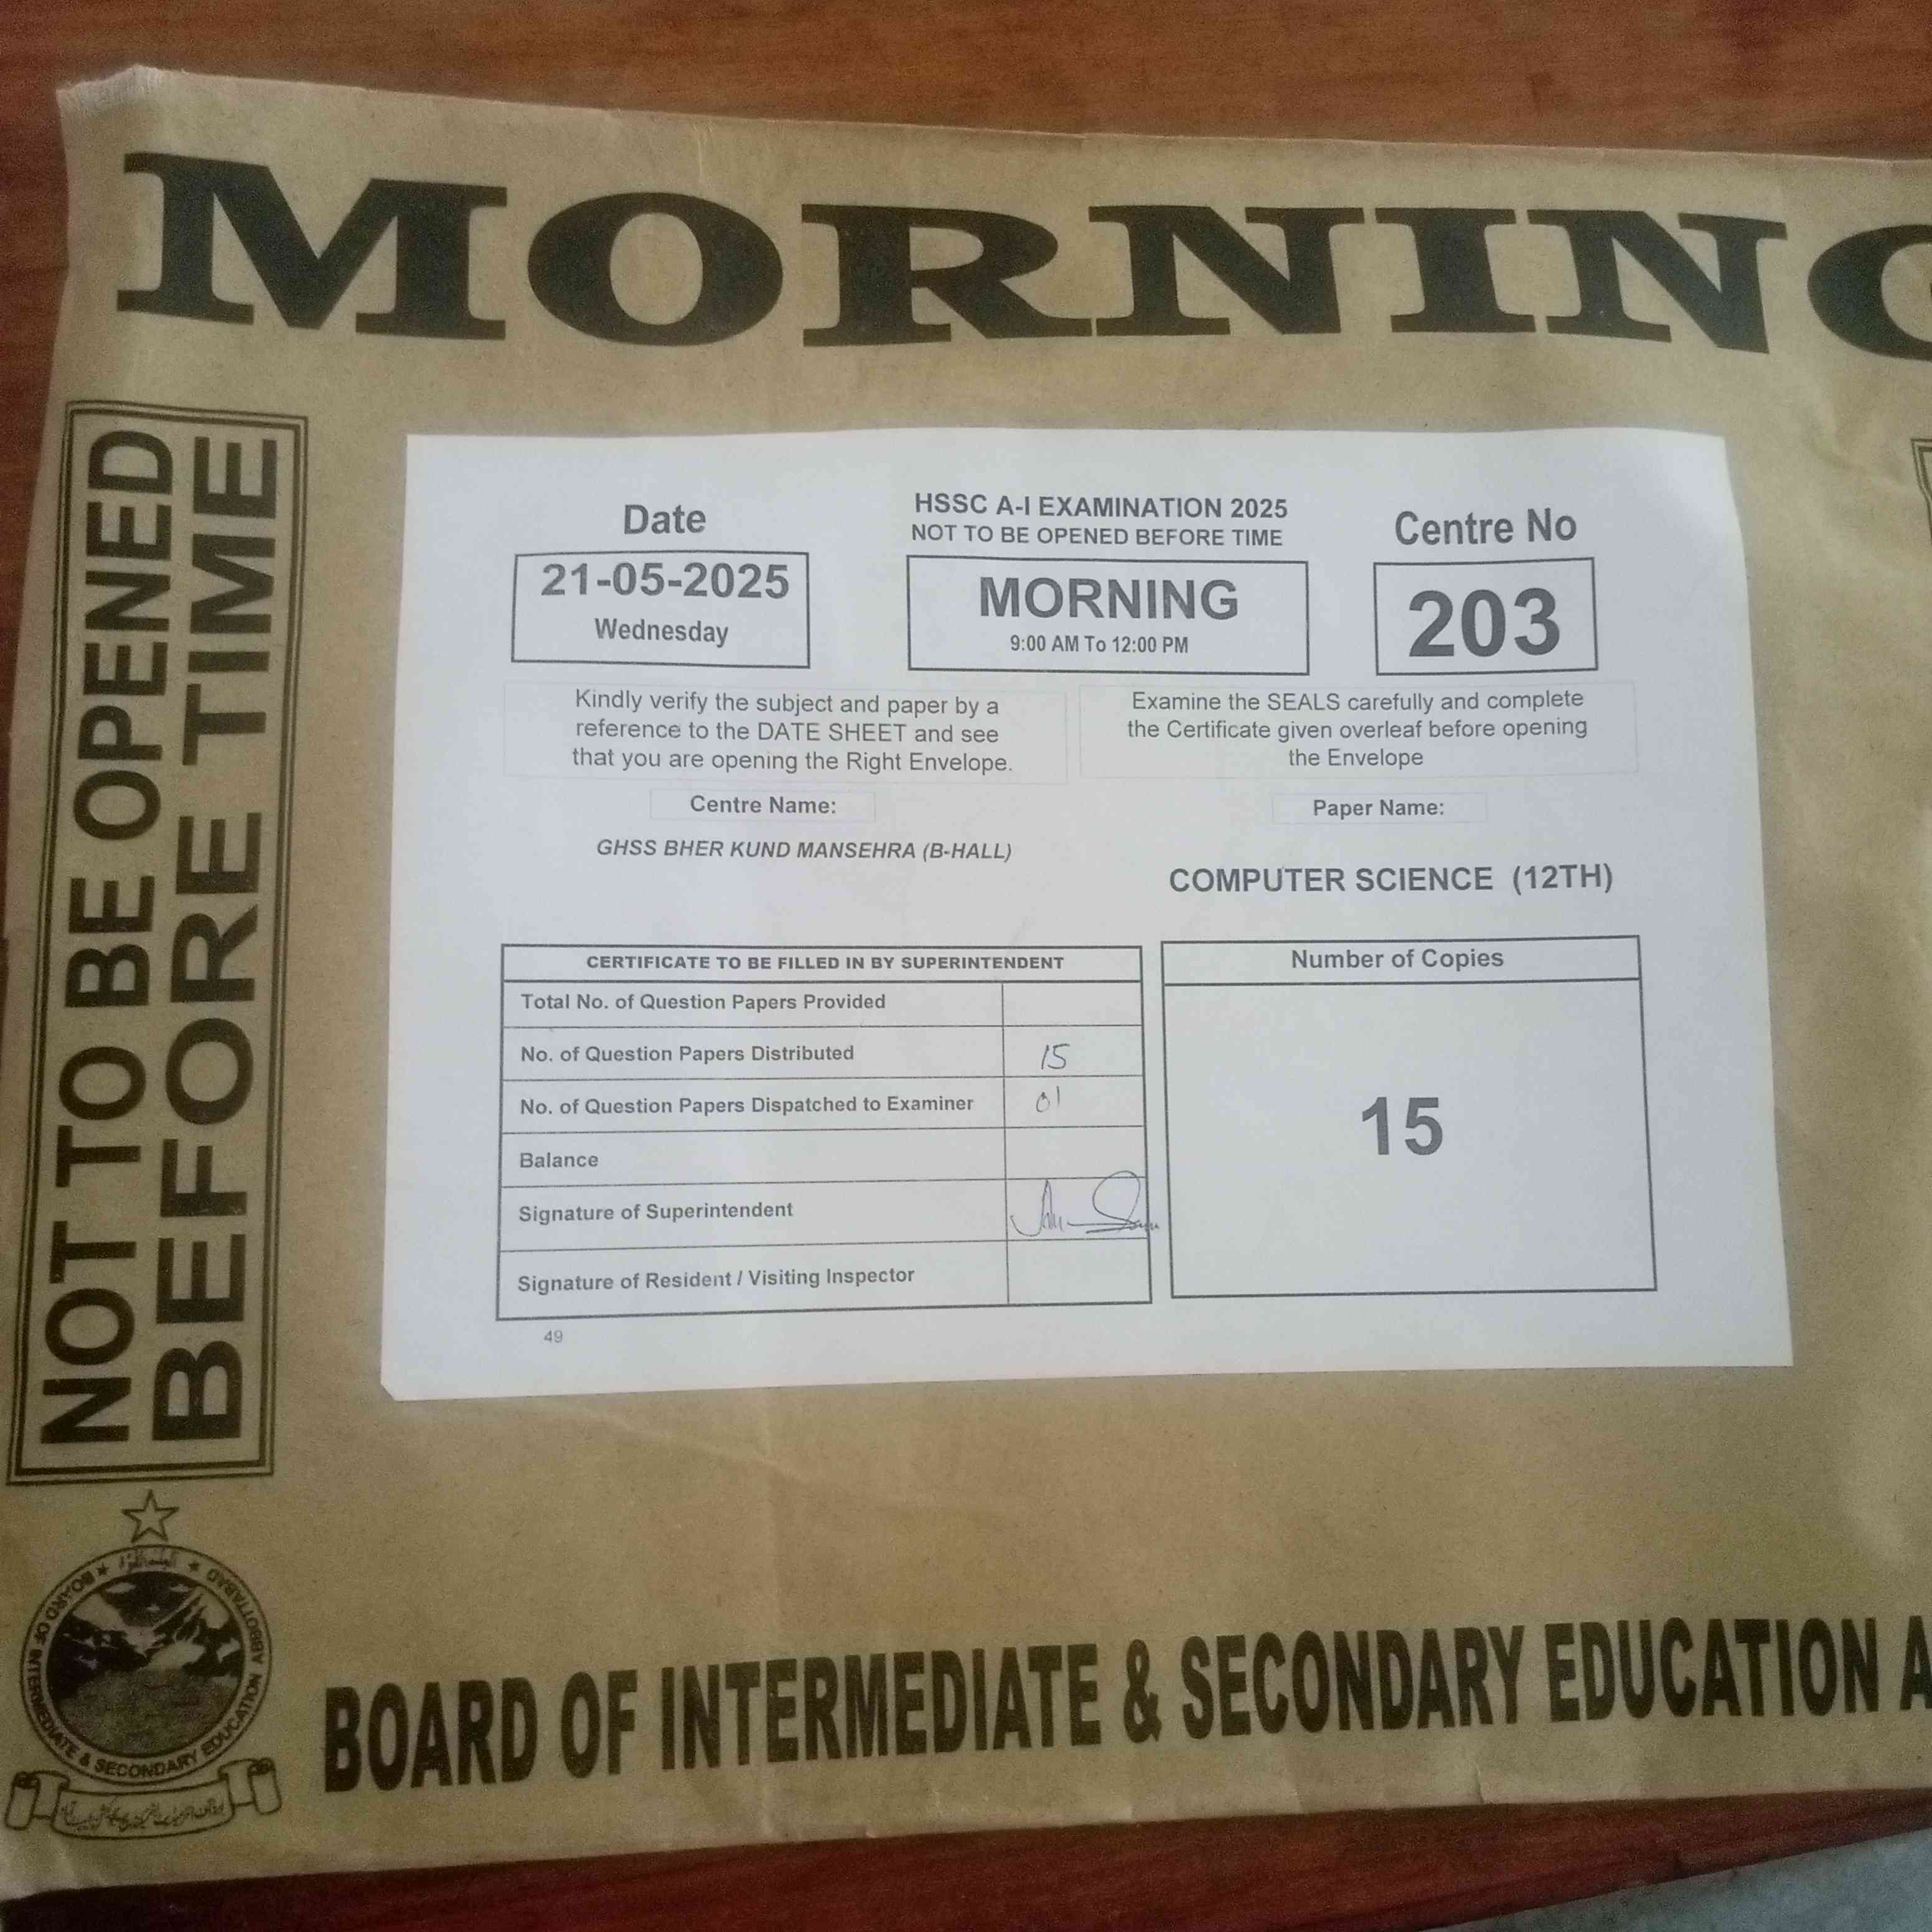 MORNING
NOT TO BE OPENED
BEFORE TIME
Date
21-05-2025
Wednesday
HSSC A-I EXAMINATION 2025
NOT TO BE OPENED BEFORE TIME
MORNING
9:00 AM To 12:00 PM
Centre No
203
Kindly verify the subject and paper by a
reference to the DATE SHEET and see
that you are opening the Right Envelope.
Examine the SEALS carefully and complete
the Certificate given overleaf before opening
the Envelope
Centre Name:
GHSS BHER KUND MANSEHRA (B-HALL)
Paper Name:
COMPUTER SCIENCE (12TH)
CERTIFICATE TO BE FILLED IN BY SUPERINTENDENT
Total No. of Question Papers Provided
No. of Question Papers Distributed 15
No. of Question Papers Dispatched to Examiner 01
Balance
Signature of Superintendent
Signature of Resident / Visiting Inspector
49
Number of Copies
15
BOARD OF INTERMEDIATE & SECONDARY EDUCATION ABBOTTABAD
BOARD OF INTERMEDIATE & SECONDARY EDUCATION A